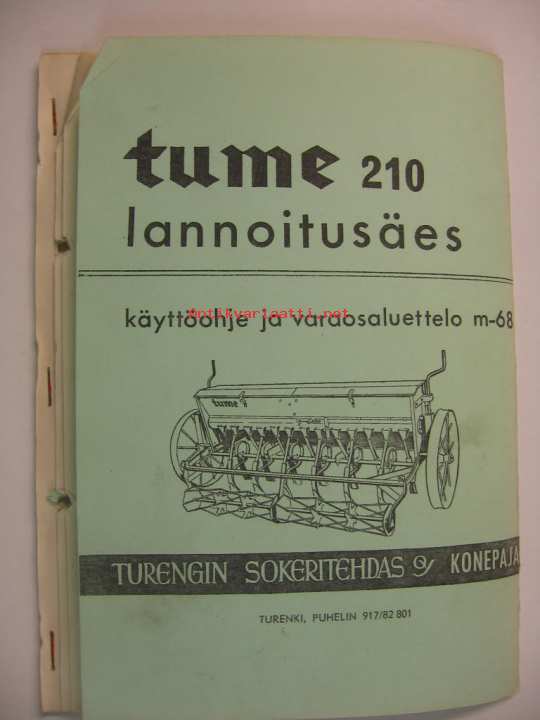 tume 210
lannoitusäes
käyttöohje ja varaosaluettelo m-68
Antikvariaatti.net
tume
TURENGIN SOKERITEHDAS OY KONEPAJA
TURENKI, PUHELIN 917/82 801